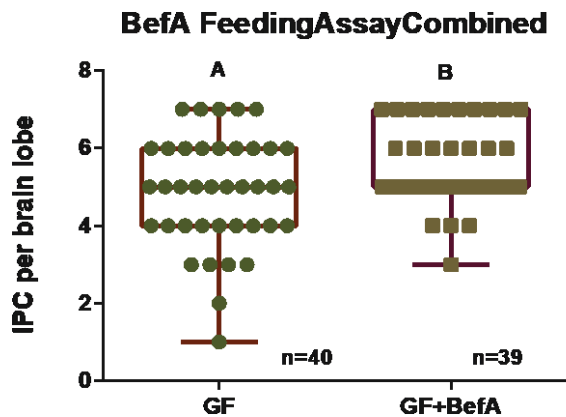 BefA FeedingAssayCombined
IPC per brain lobe
8
6
4
2
0
A
B
n=40
n=39
GF
GF+BefA